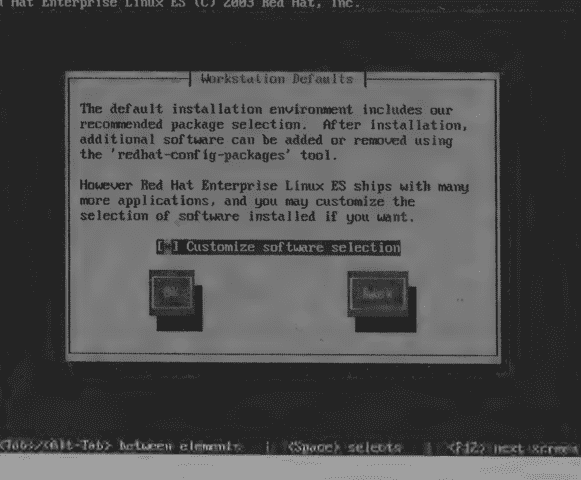 Hat Enterprise Linux ES (C) 2003 Red Hat, Inc.
Workstation Defaults
The default installation environment includes our
recommended package selection.  After installation,
additional software can be added or removed using
the 'redhat-config-packages' tool.
However Red Hat Enterprise Linux ES ships with many
more applications, and you may customize the
selection of software installed if you want.
[*] Customize software selection
OK
Back
<Tab>/<Alt-Tab> between elements | <Space> selects | <F12> next screen